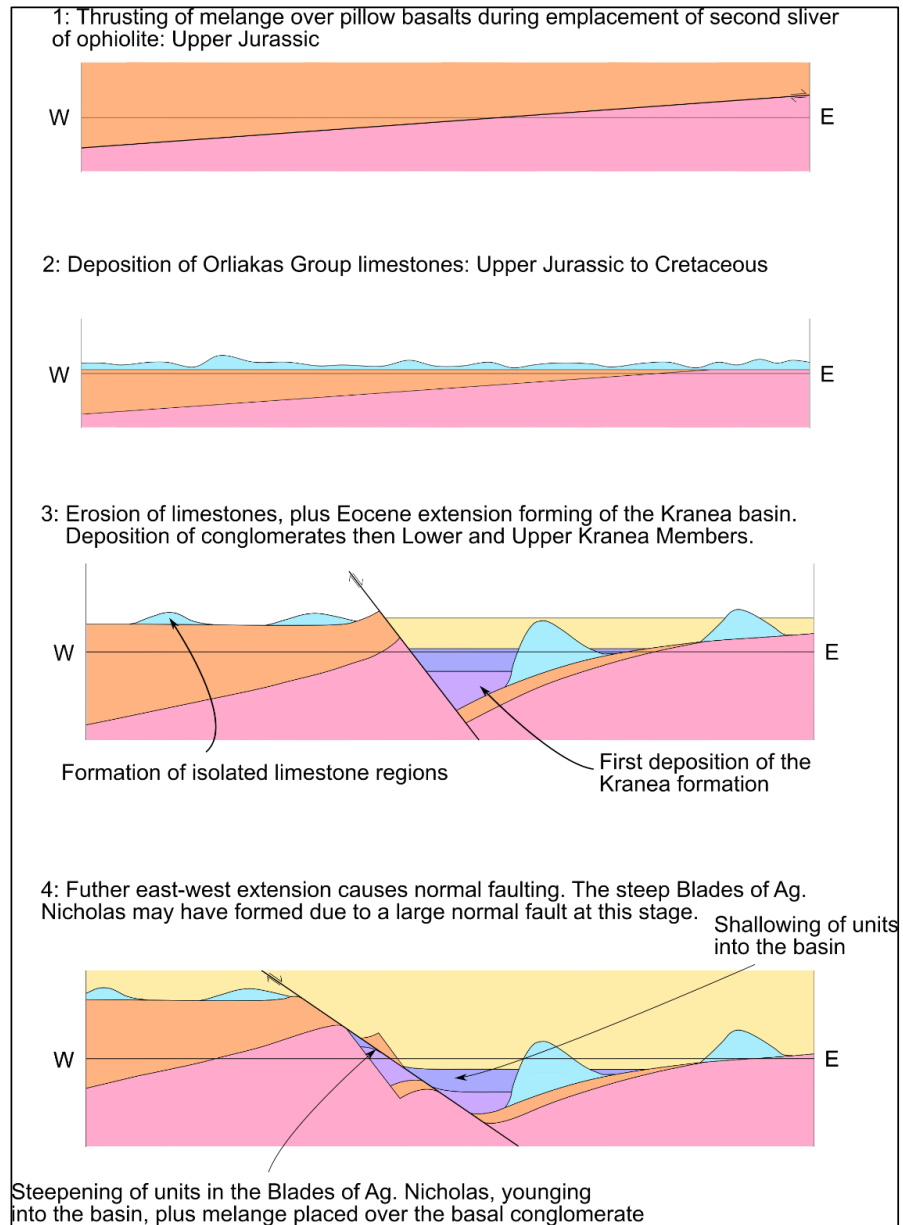 1: Thrusting of melange over pillow basalts during emplacement of second sliver
of ophiolite: Upper Jurassic
W
E
2: Deposition of Orliakas Group limestones: Upper Jurassic to Cretaceous
W
E
3: Erosion of limestones, plus Eocene extension forming of the Kranea basin.
Deposition of conglomerates then Lower and Upper Kranea Members.
W
E
Formation of isolated limestone regions
First deposition of the
Kranea formation
4: Futher east-west extension causes normal faulting. The steep Blades of Ag.
Nicholas may have formed due to a large normal fault at this stage.
Shallowing of units
into the basin
W
E
Steepening of units in the Blades of Ag. Nicholas, younging
into the basin, plus melange placed over the basal conglomerate